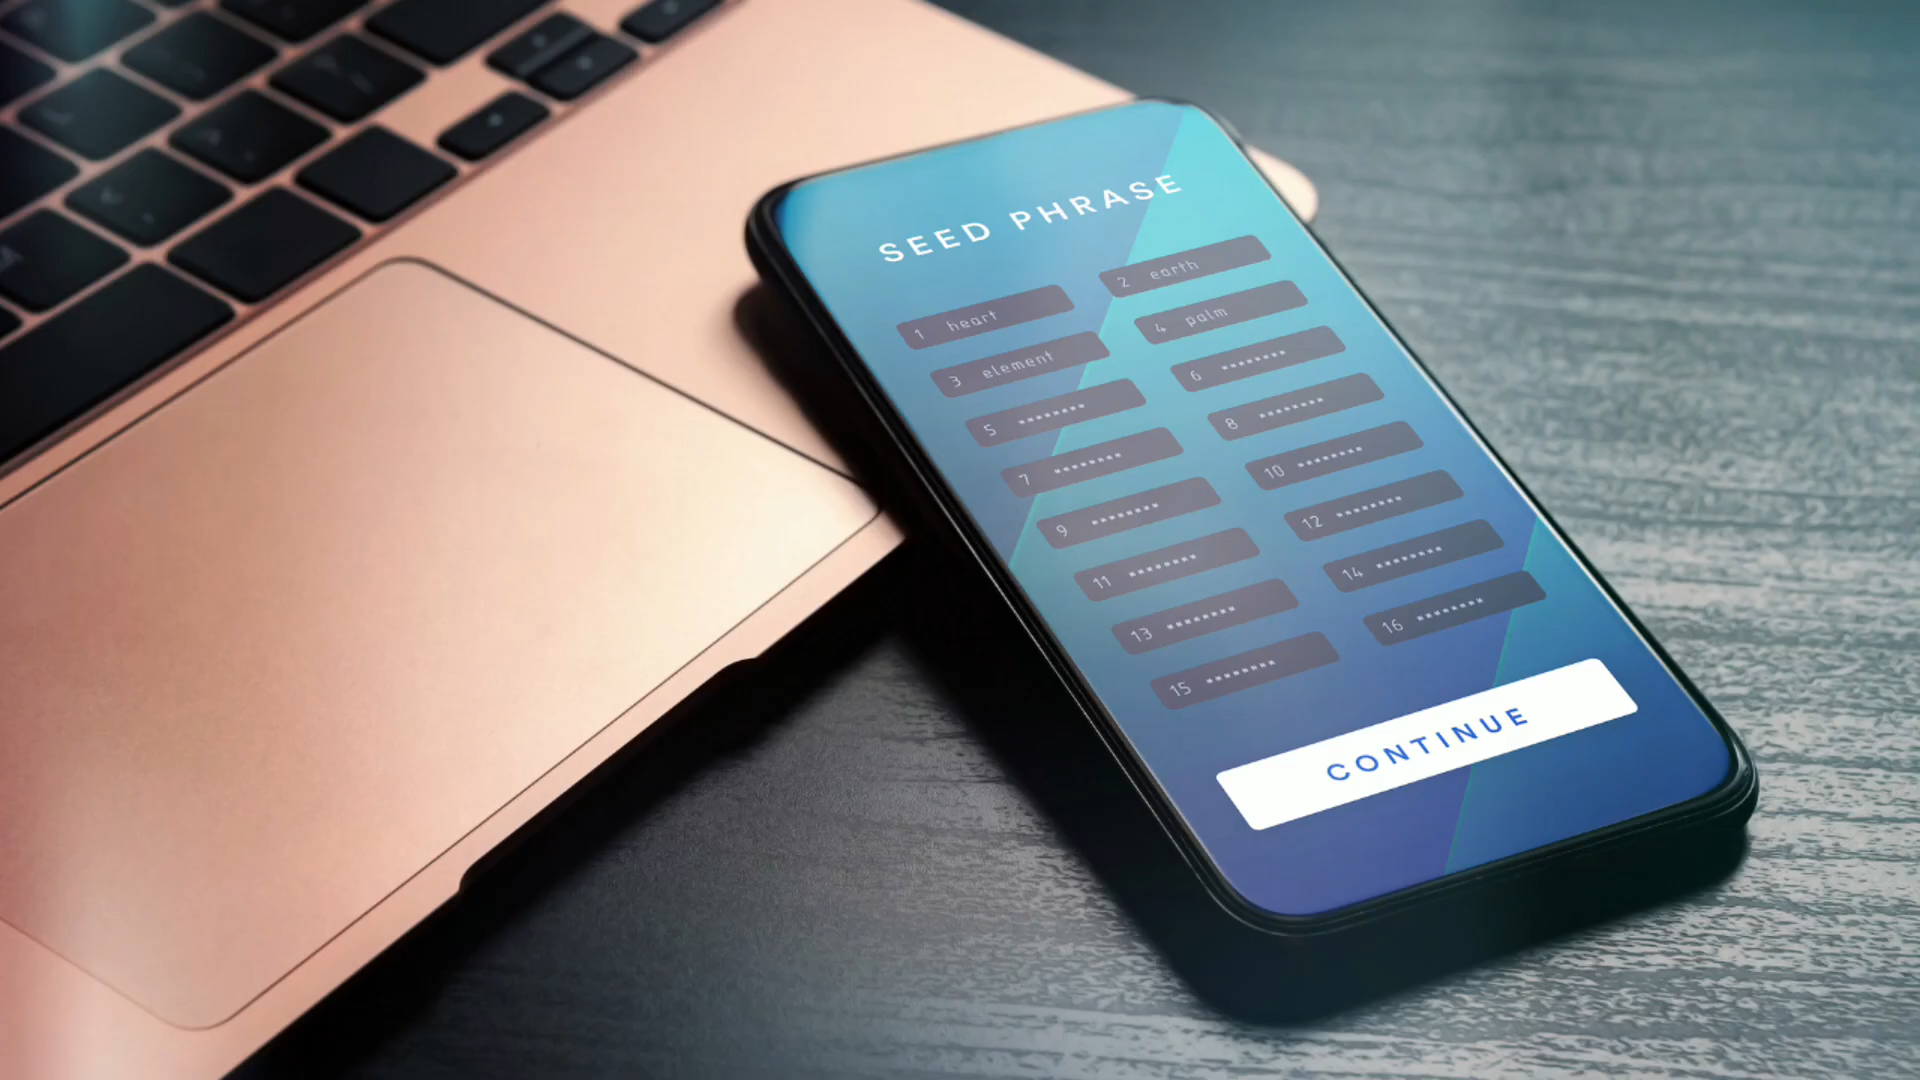 SEED PHRASE
1 heart
2 earth
3 element
4 palm
5 ********
6 ********
7 ********
8 ********
9 ********
10 ********
11 ********
12 ********
13 ********
14 ********
15 ********
16 ********
CONTINUE